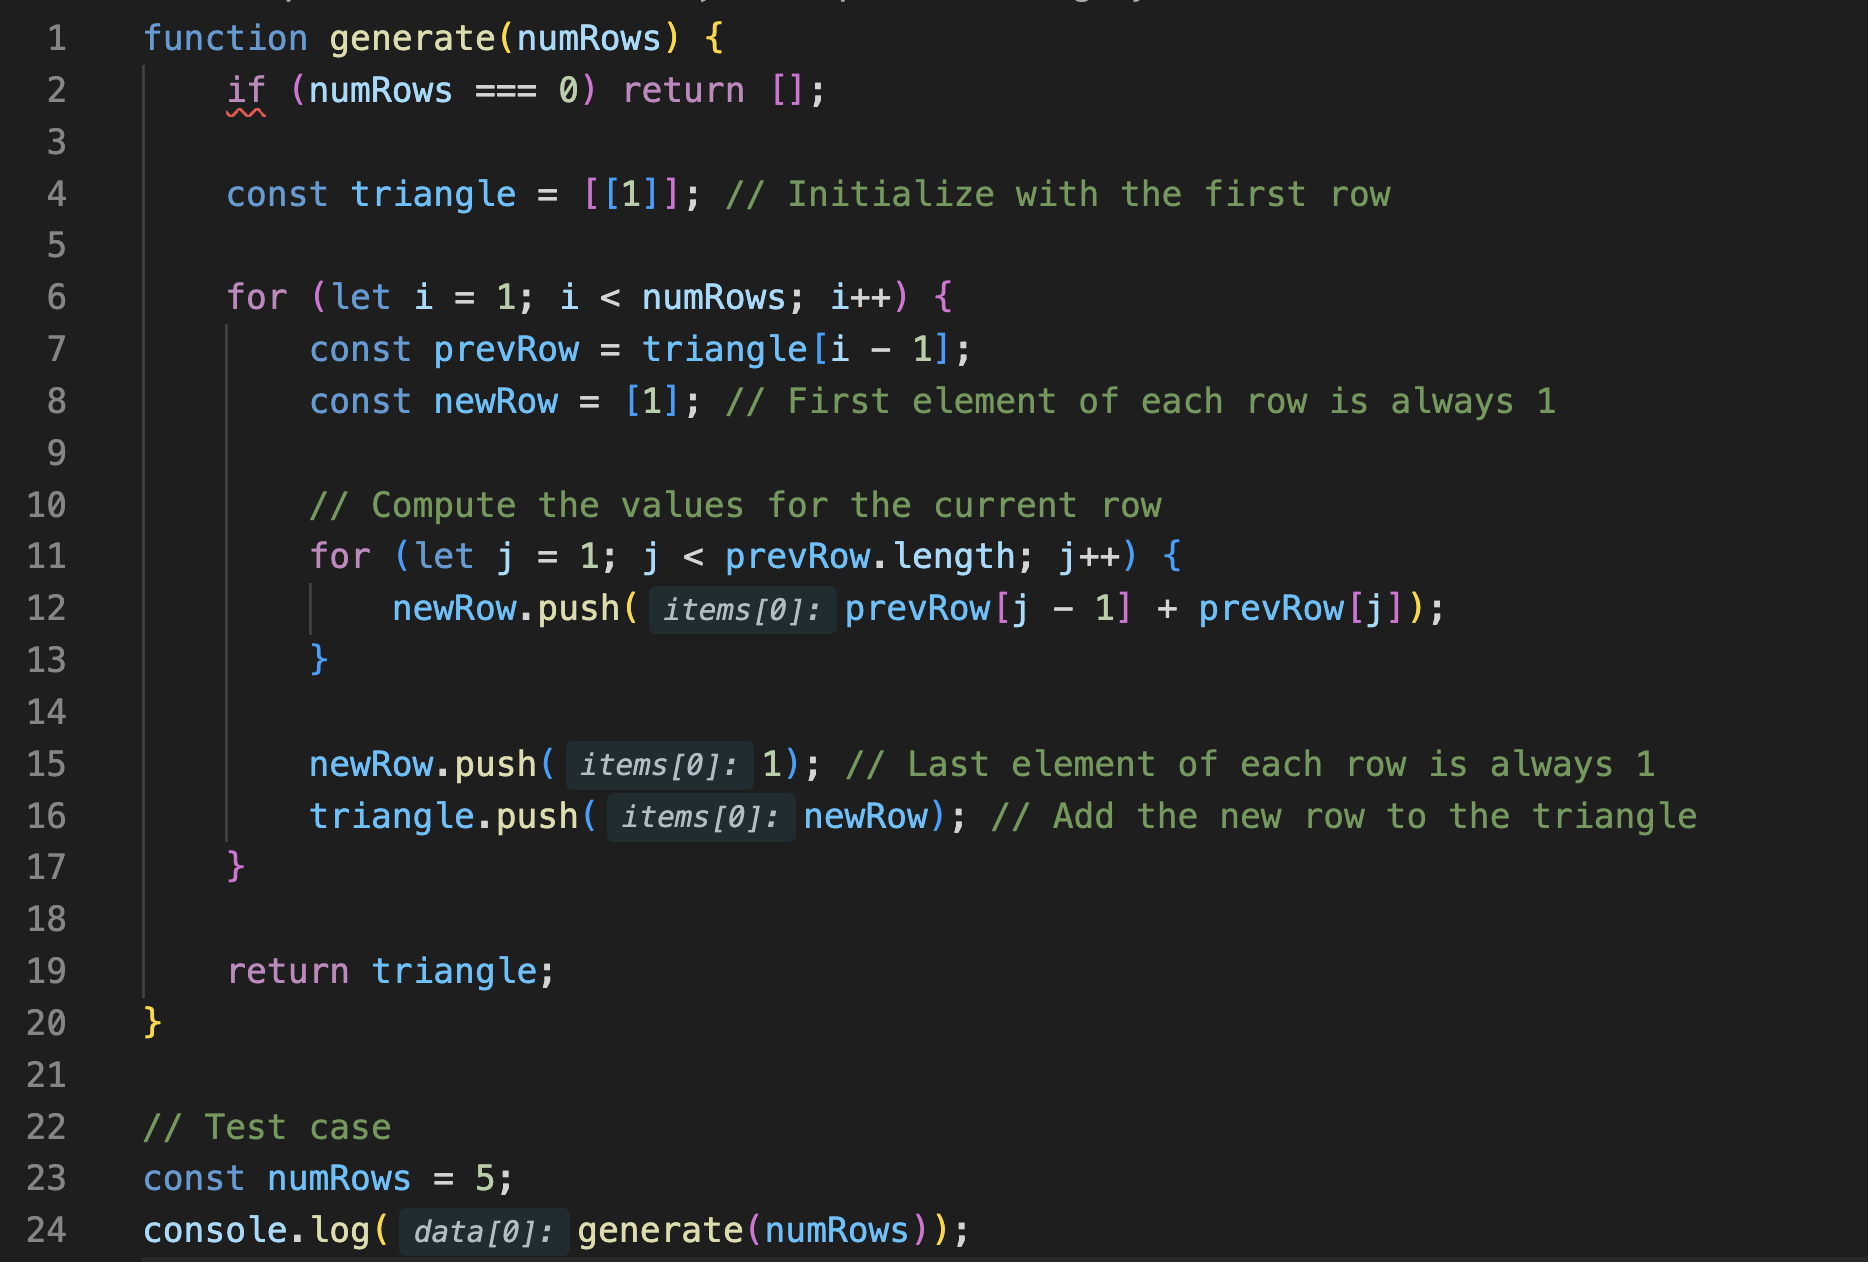 1 function generate(numRows) {
2 if (numRows === 0) return [];
3
4 const triangle = [[1]]; // Initialize with the first row
5
6 for (let i = 1; i < numRows; i++) {
7 const prevRow = triangle[i - 1];
8 const newRow = [1]; // First element of each row is always 1
9
10 // Compute the values for the current row
11 for (let j = 1; j < prevRow.length; j++) {
12 newRow.push( items[0]: prevRow[j - 1] + prevRow[j]);
13 }
14
15 newRow.push( items[0]: 1); // Last element of each row is always 1
16 triangle.push( items[0]: newRow); // Add the new row to the triangle
17 }
18
19 return triangle;
20 }
21
22 // Test case
23 const numRows = 5;
24 console.log( data[0]: generate(numRows));